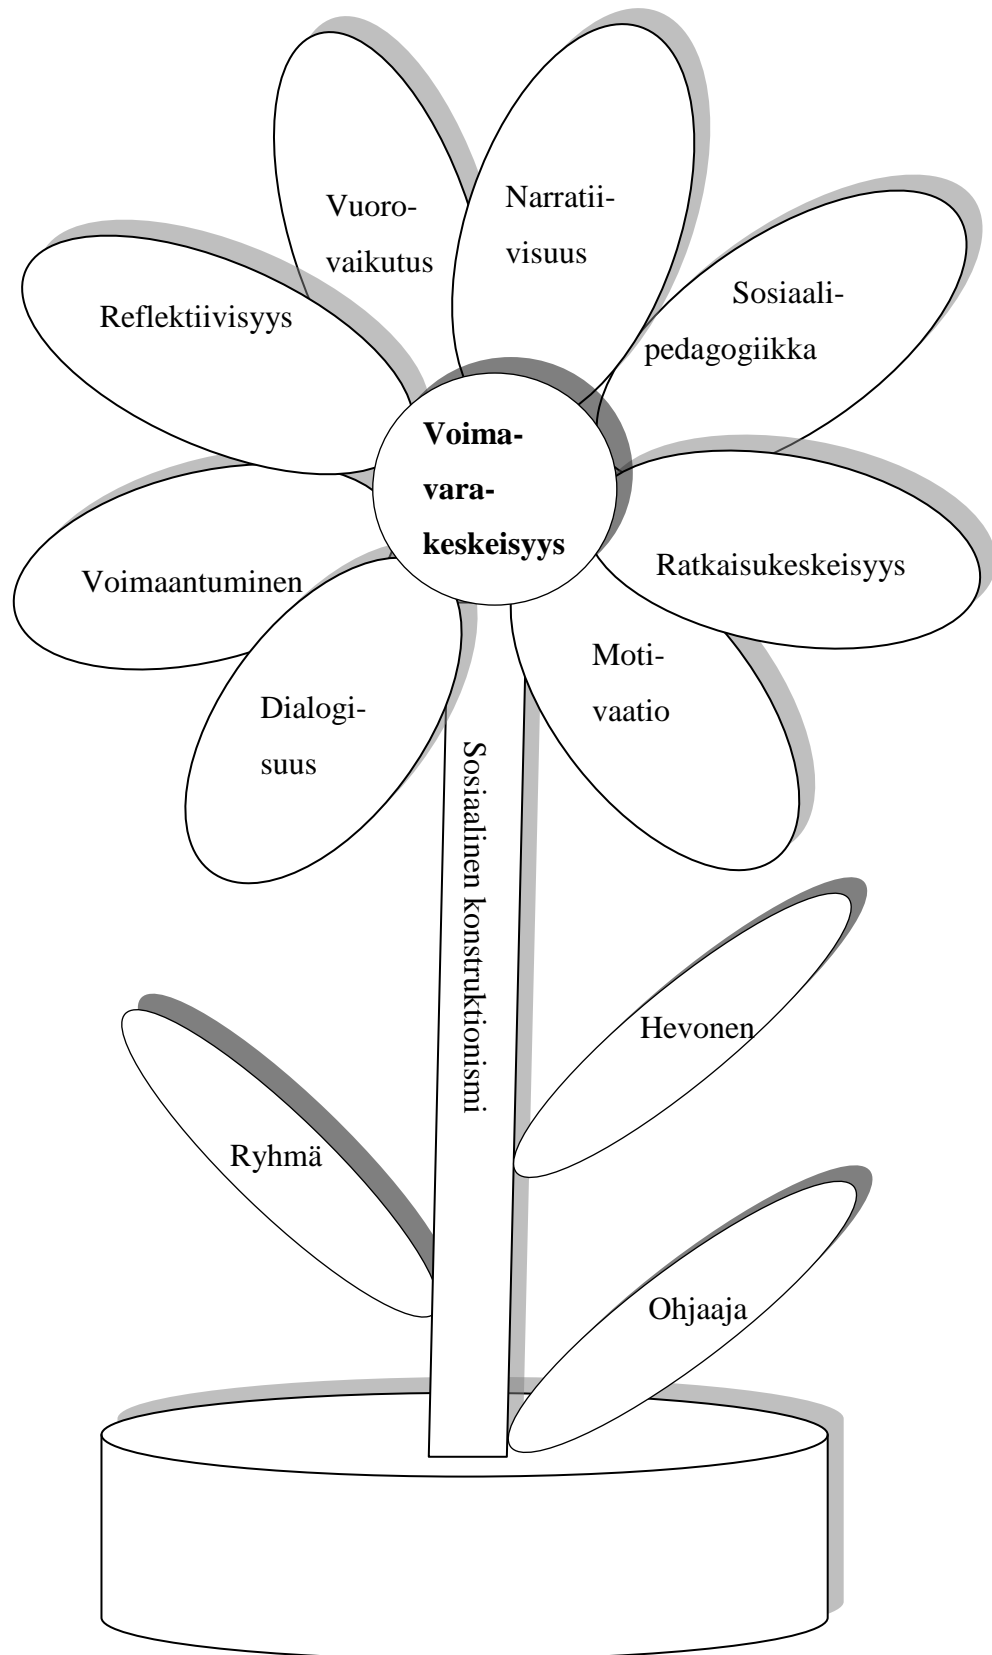 Vuoro-
vaikutus
Narratii-
visuus
Sosiaali-
pedagogiikka
Reflektiivisyys
Voima-
vara-
keskeisyys
Ratkaisukeskeisyys
Voimaantuminen
Moti-
vaatio
Dialogi-
suus
Sosiaalinen konstruktionismi
Hevonen
Ryhmä
Ohjaaja